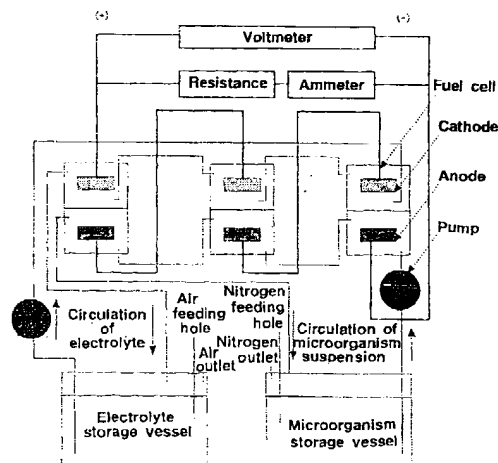 (+)
(-)
Voltmeter
Resistance
Ammeter
Fuel cell
Cathode
Anode
Pump
Circulation
of
electrolyte
Air
feeding
hole
Air
outlet
Nitrogen
feeding
hole
Nitrogen
outlet
Circulation of
microorganism
suspension
Electrolyte
storage vessel
Microorganism
storage vessel